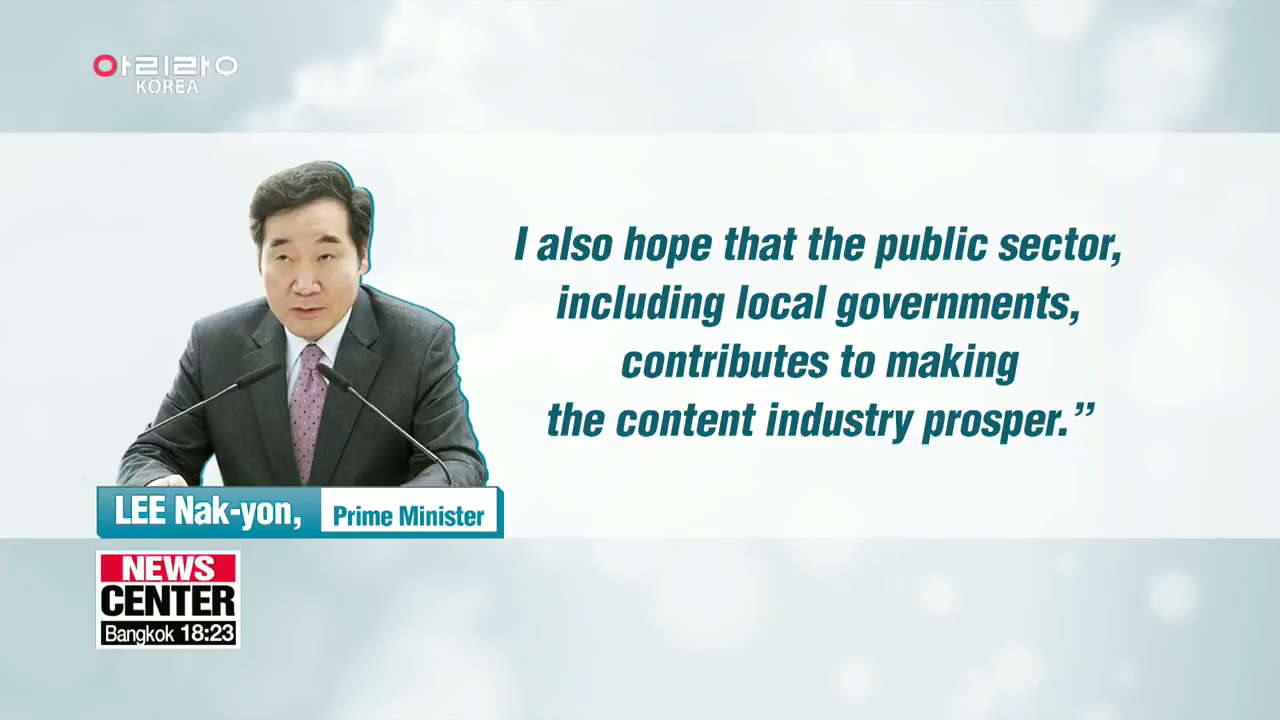 아리랑
KOREA
I also hope that the public sector,
including local governments,
contributes to making
the content industry prosper.”
LEE Nak-yon, Prime Minister
NEWS
CENTER
Bangkok 18:23